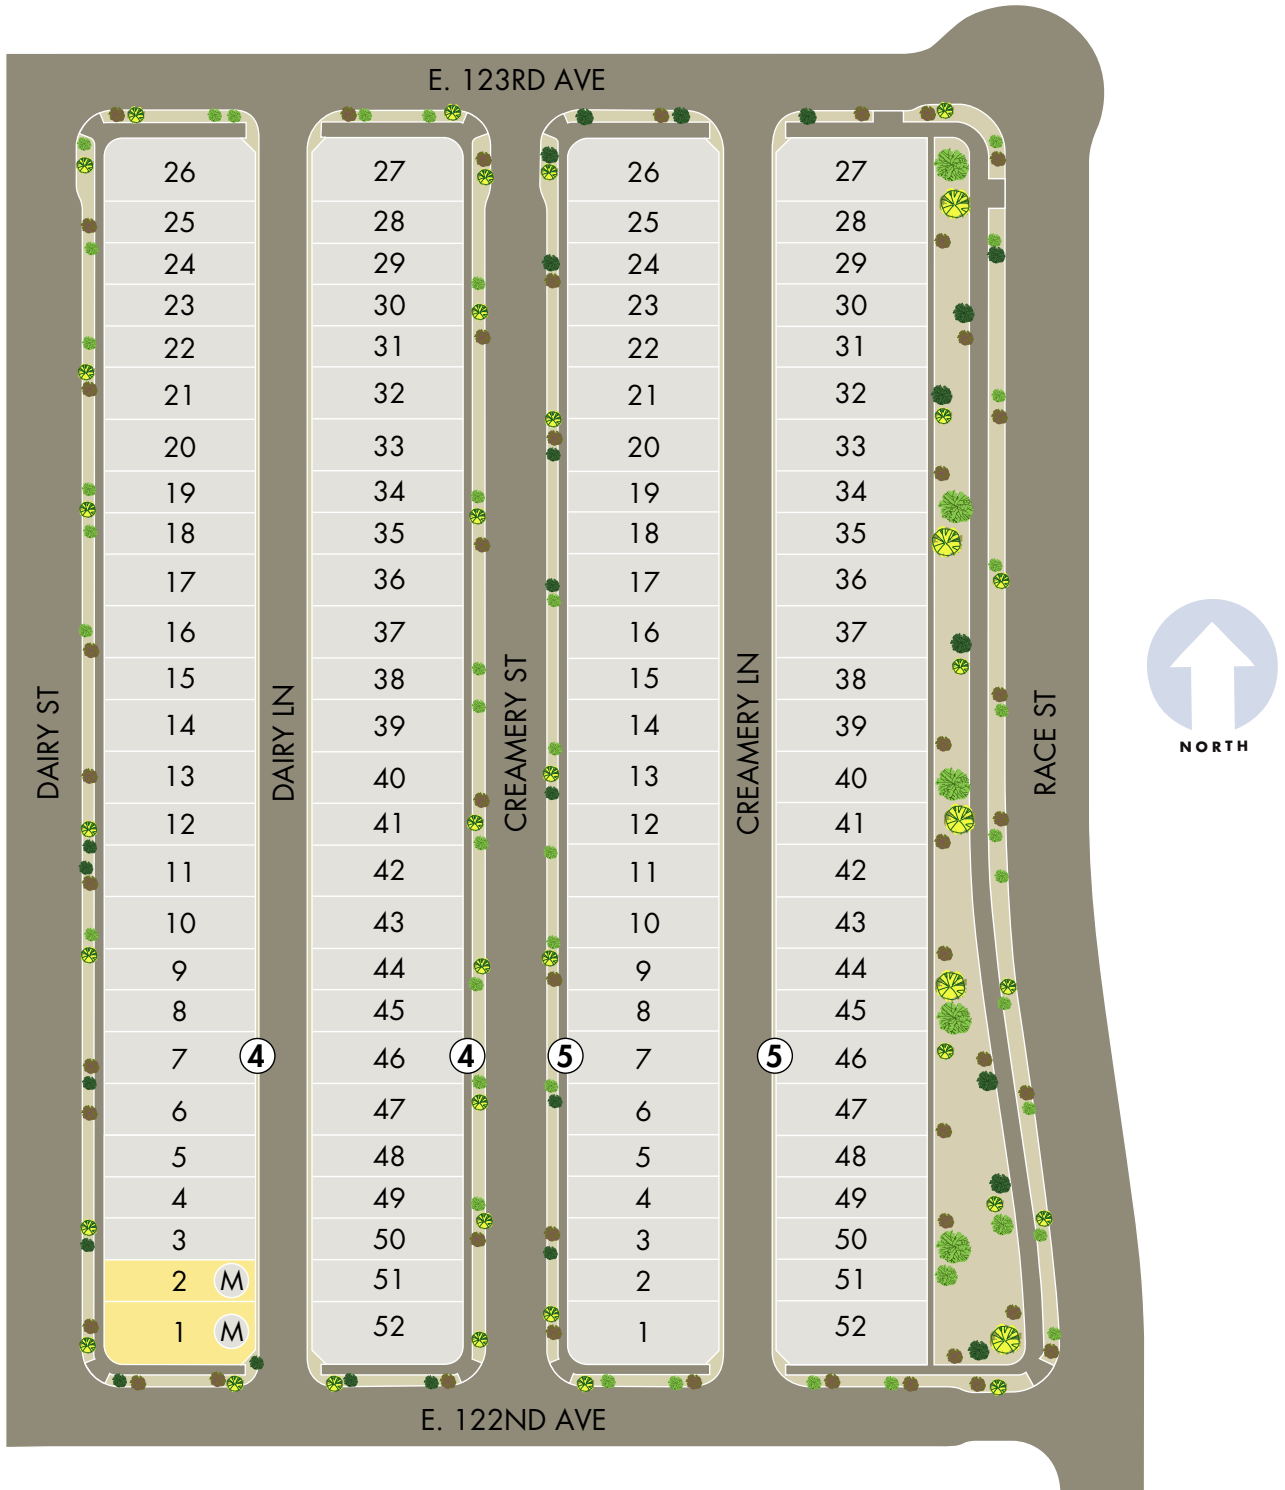 E. 123RD AVE
26 27 26 27
25 28 25 28
24 29 24 29
23 30 23 30
22 31 22 31
21 32 21 32
20 33 20 33
19 34 19 34
18 35 18 35
17 36 17 36
16 37 16 37
15 38 15 38
14 39 14 39
13 40 13 40
12 41 12 41
11 42 11 42
10 43 10 43
9 44 9 44
8 45 8 45
7 4 4 46 5 7 5 46
6 47 6 47
5 48 5 48
4 49 4 49
3 50 3 50
2 M 51 2 51
1 M 52 1 52
DAIRY ST
DAIRY LN
CREAMERY ST
CREAMERY LN
RACE ST
NORTH
E. 122ND AVE